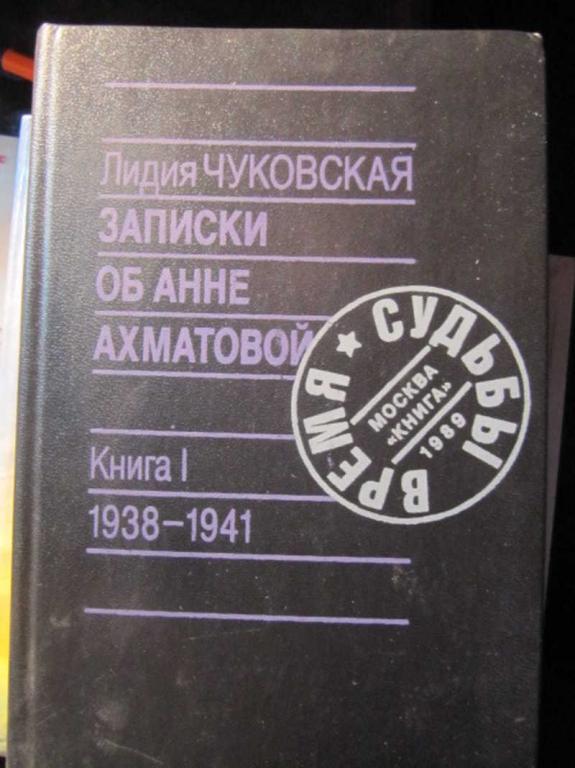 Лидия ЧУКОВСКАЯ
ЗАПИСКИ
ОБ АННЕ
АХМАТОВОЙ
Книга I
1938–1941
ВРЕМЯ ★ СУДЬБЫ
МОСКВА
«КНИГА»
1989